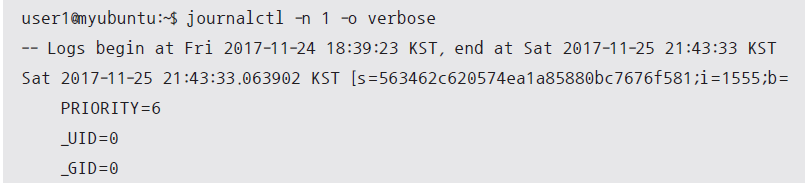 user1@myubuntu:~$ journalctl -n 1 -o verbose
-- Logs begin at Fri 2017-11-24 18:39:23 KST, end at Sat 2017-11-25 21:43:33 KST
Sat 2017-11-25 21:43:33.063902 KST [s=563462c620574ea1a85880bc7676f581;i=1555;b=
PRIORITY=6
_UID=0
_GID=0